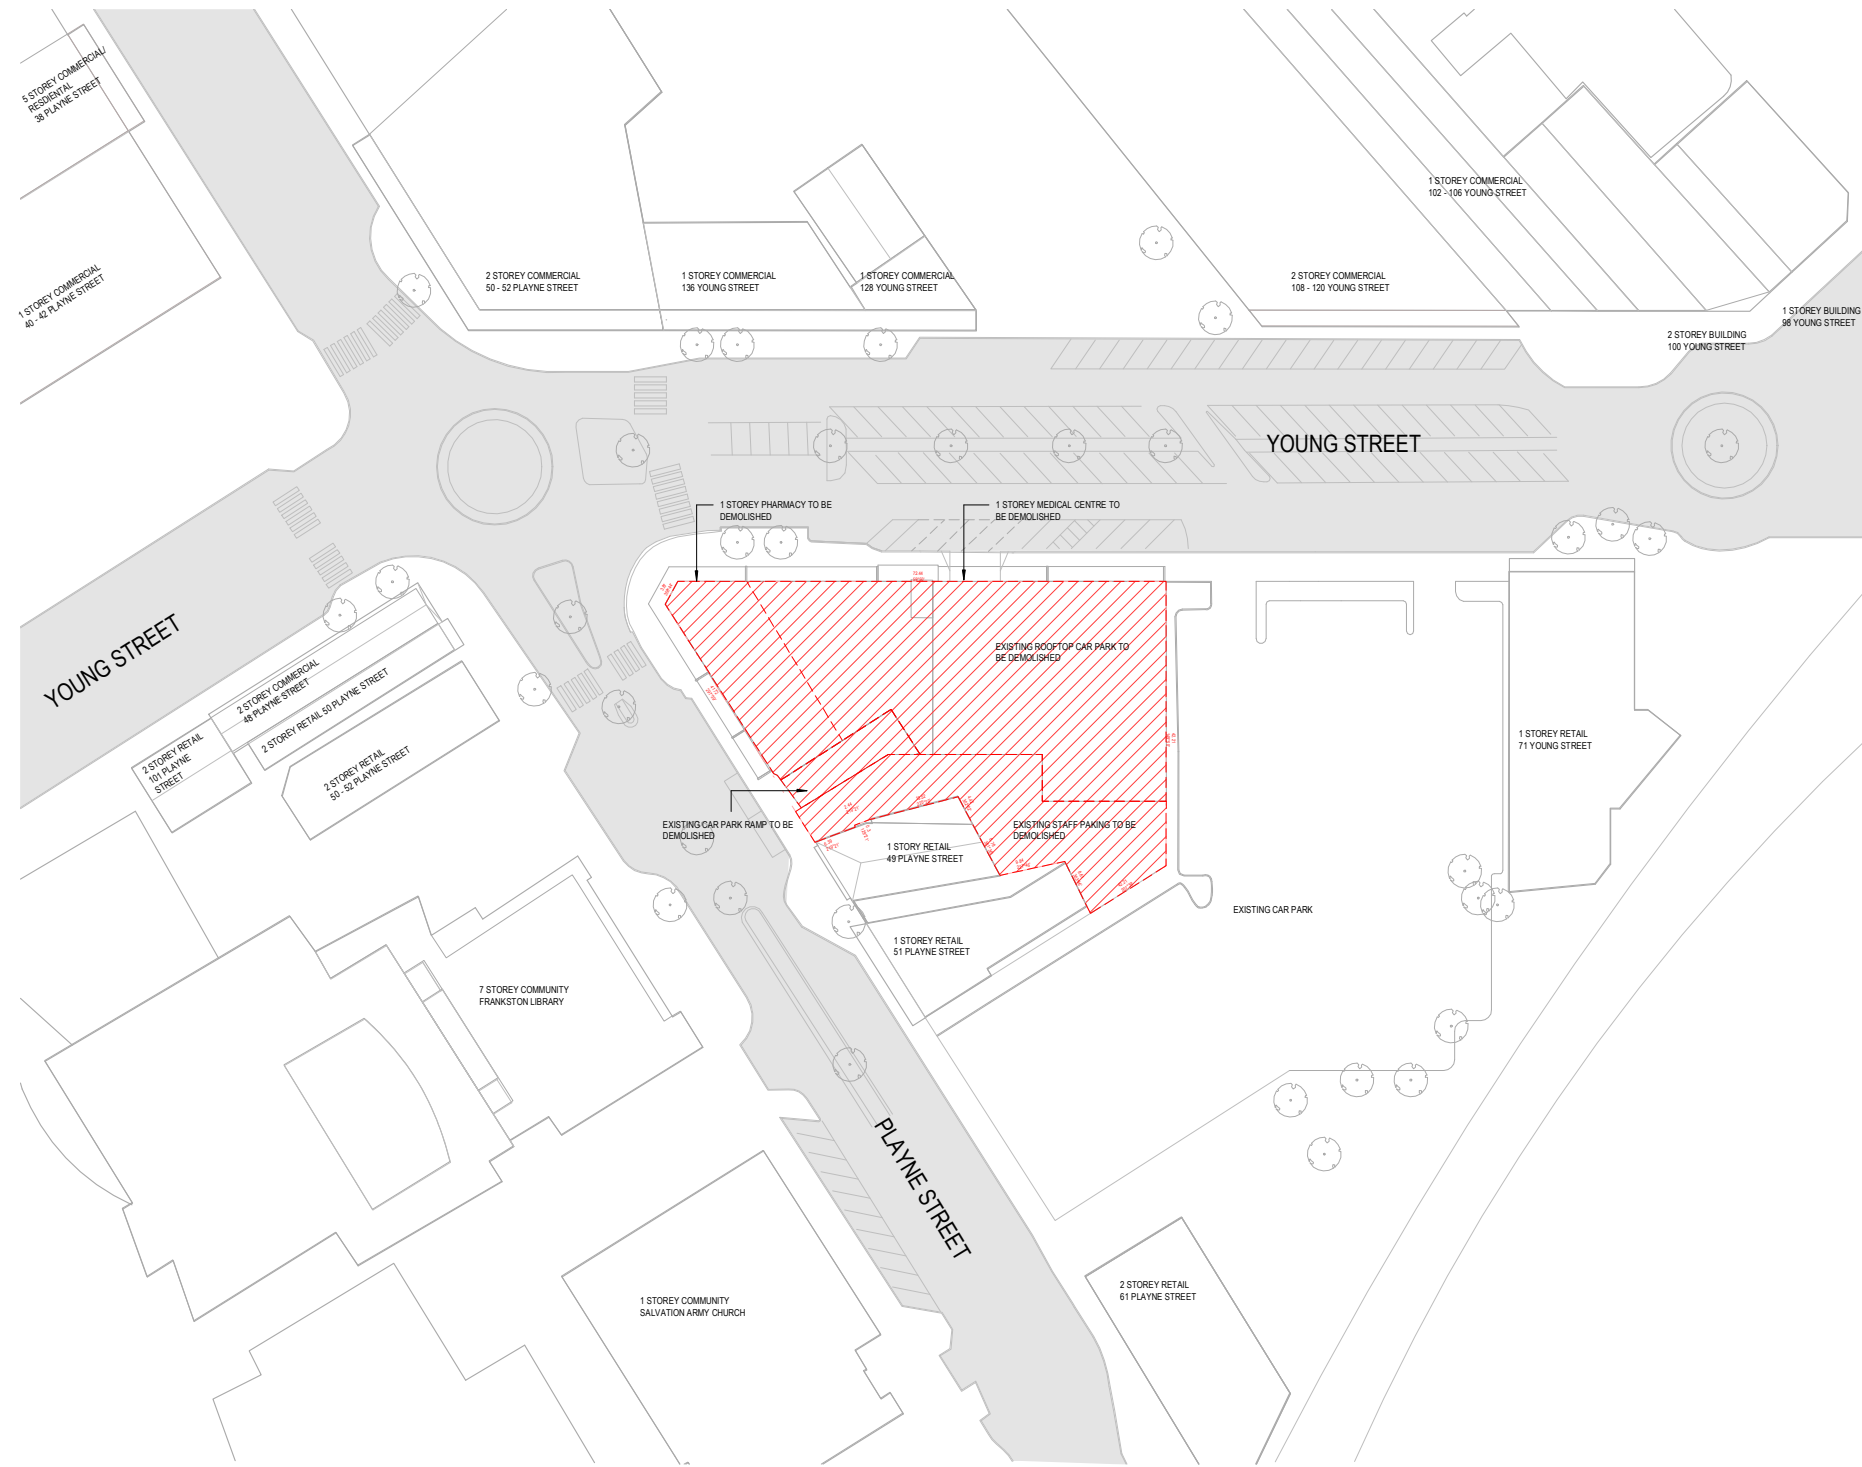 5 STOREY COMMERCIAL/
RESDIENTAL
38 PLAYNE STREET
1 STOREY COMMERCIAL
40 - 42 PLAYNE STREET
2 STOREY COMMERCIAL
50 - 52 PLAYNE STREET
1 STOREY COMMERCIAL
136 YOUNG STREET
1 STOREY COMMERCIAL
128 YOUNG STREET
1 STOREY COMMERCIAL
102 - 106 YOUNG STREET
2 STOREY COMMERCIAL
108 - 120 YOUNG STREET
1 STOREY BUILDING
98 YOUNG STREET
2 STOREY BUILDING
100 YOUNG STREET
YOUNG STREET
1 STOREY PHARMACY TO BE
DEMOLISHED
1 STOREY MEDICAL CENTRE TO
BE DEMOLISHED
YOUNG STREET
EXISTING ROOFTOP CAR PARK TO
BE DEMOLISHED
2 STOREY COMMERCIAL
48 PLAYNE STREET
2 STOREY RETAIL 50 PLAYNE STREET
2 STOREY RETAIL
101 PLAYNE
STREET
2 STOREY RETAIL
50 - 52 PLAYNE STREET
1 STOREY RETAIL
71 YOUNG STREET
EXISTING CAR PARK RAMP TO BE
DEMOLISHED
EXISTING STAFF PAKING TO BE
DEMOLISHED
1 STORY RETAIL
49 PLAYNE STREET
EXISTING CAR PARK
1 STOREY RETAIL
51 PLAYNE STREET
7 STOREY COMMUNITY
FRANKSTON LIBRARY
PLAYNE STREET
1 STOREY COMMUNITY
SALVATION ARMY CHURCH
2 STOREY RETAIL
61 PLAYNE STREET